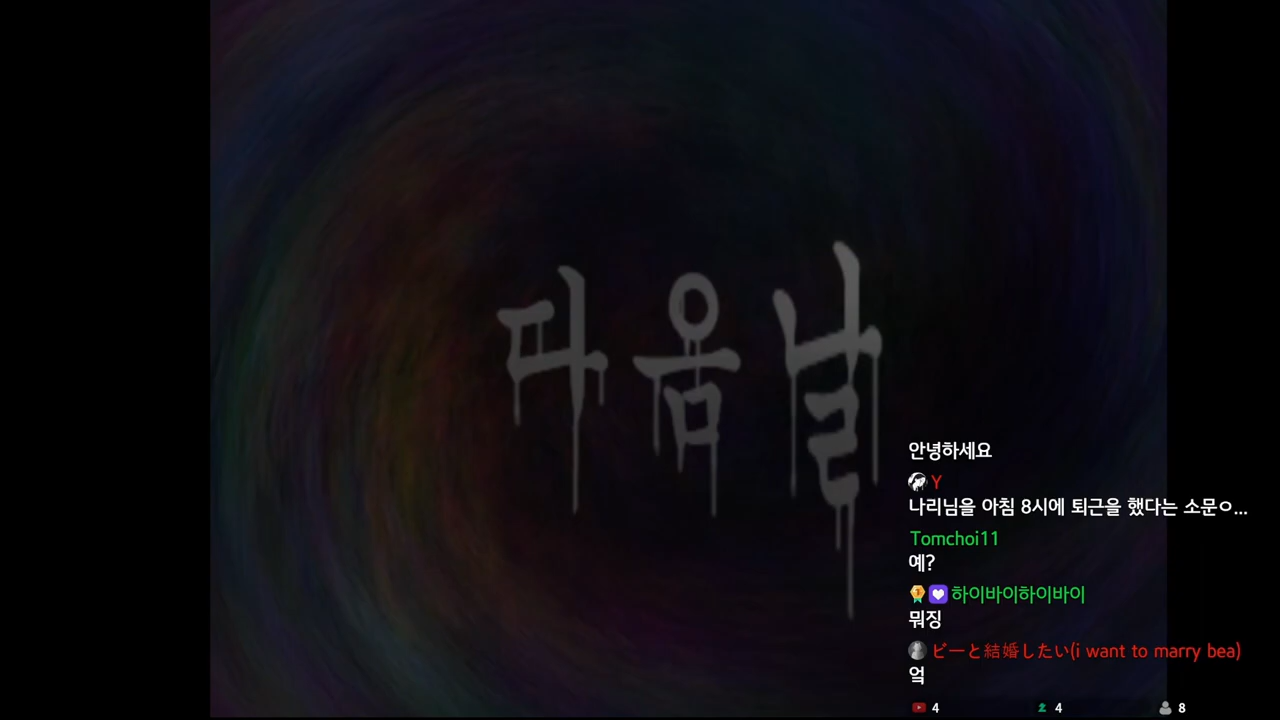 다음날
안녕하세요
Y
나리님을 아침 8시에 퇴근을 했다는 소문ㅇ...
Tomchoi11
예?
하이바이하이바이
뭐징
ビーと結婚したい(i want to marry bea)
엌
4
4
8